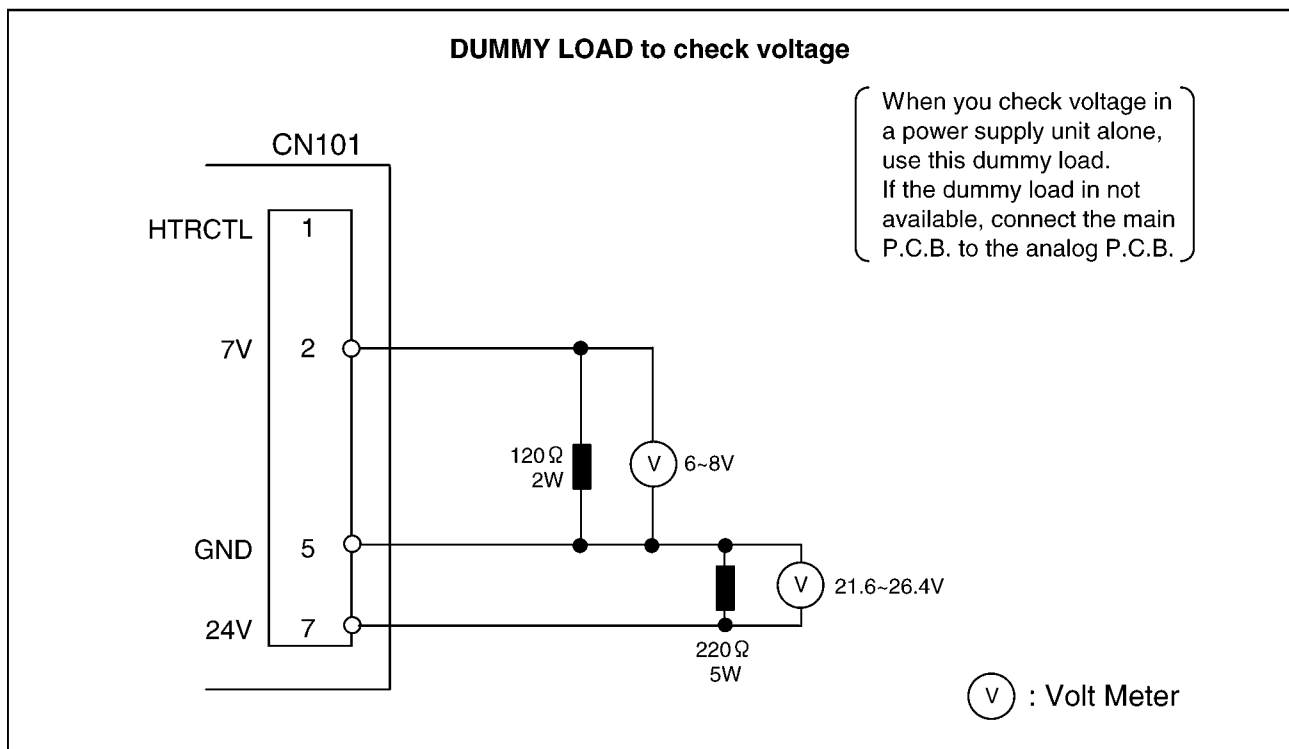 DUMMY LOAD to check voltage
When you check voltage in
a power supply unit alone,
use this dummy load.
If the dummy load in not
available, connect the main
P.C.B. to the analog P.C.B.
CN101
HTRCTL 1
7V 2
120Ω
2W
V 6~8V
GND 5
V 21.6~26.4V
24V 7
220Ω
5W
V : Volt Meter